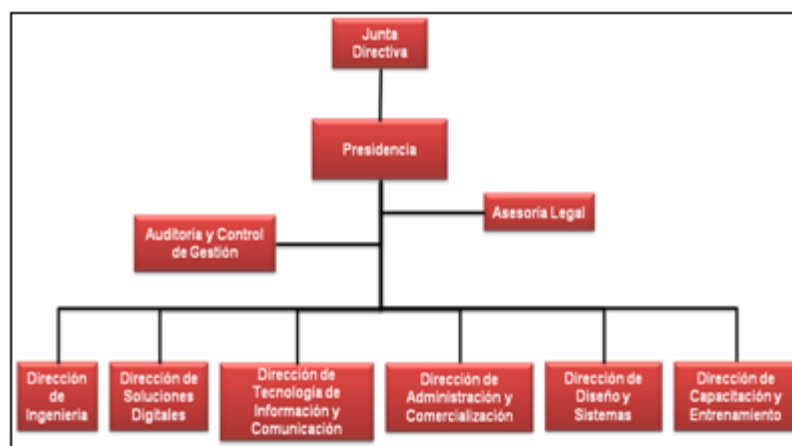 Junta
Directiva
Presidencia
Asesoría Legal
Auditoria y Control
de Gestión
Dirección
de
Ingeniería
Dirección de
Soluciones
Digitales
Dirección de
Tecnología de
Información y
Comunicación
Dirección de
Administración y
Comercialización
Dirección de
Diseño y
Sistemas
Dirección de
Capacitación y
Entrenamiento